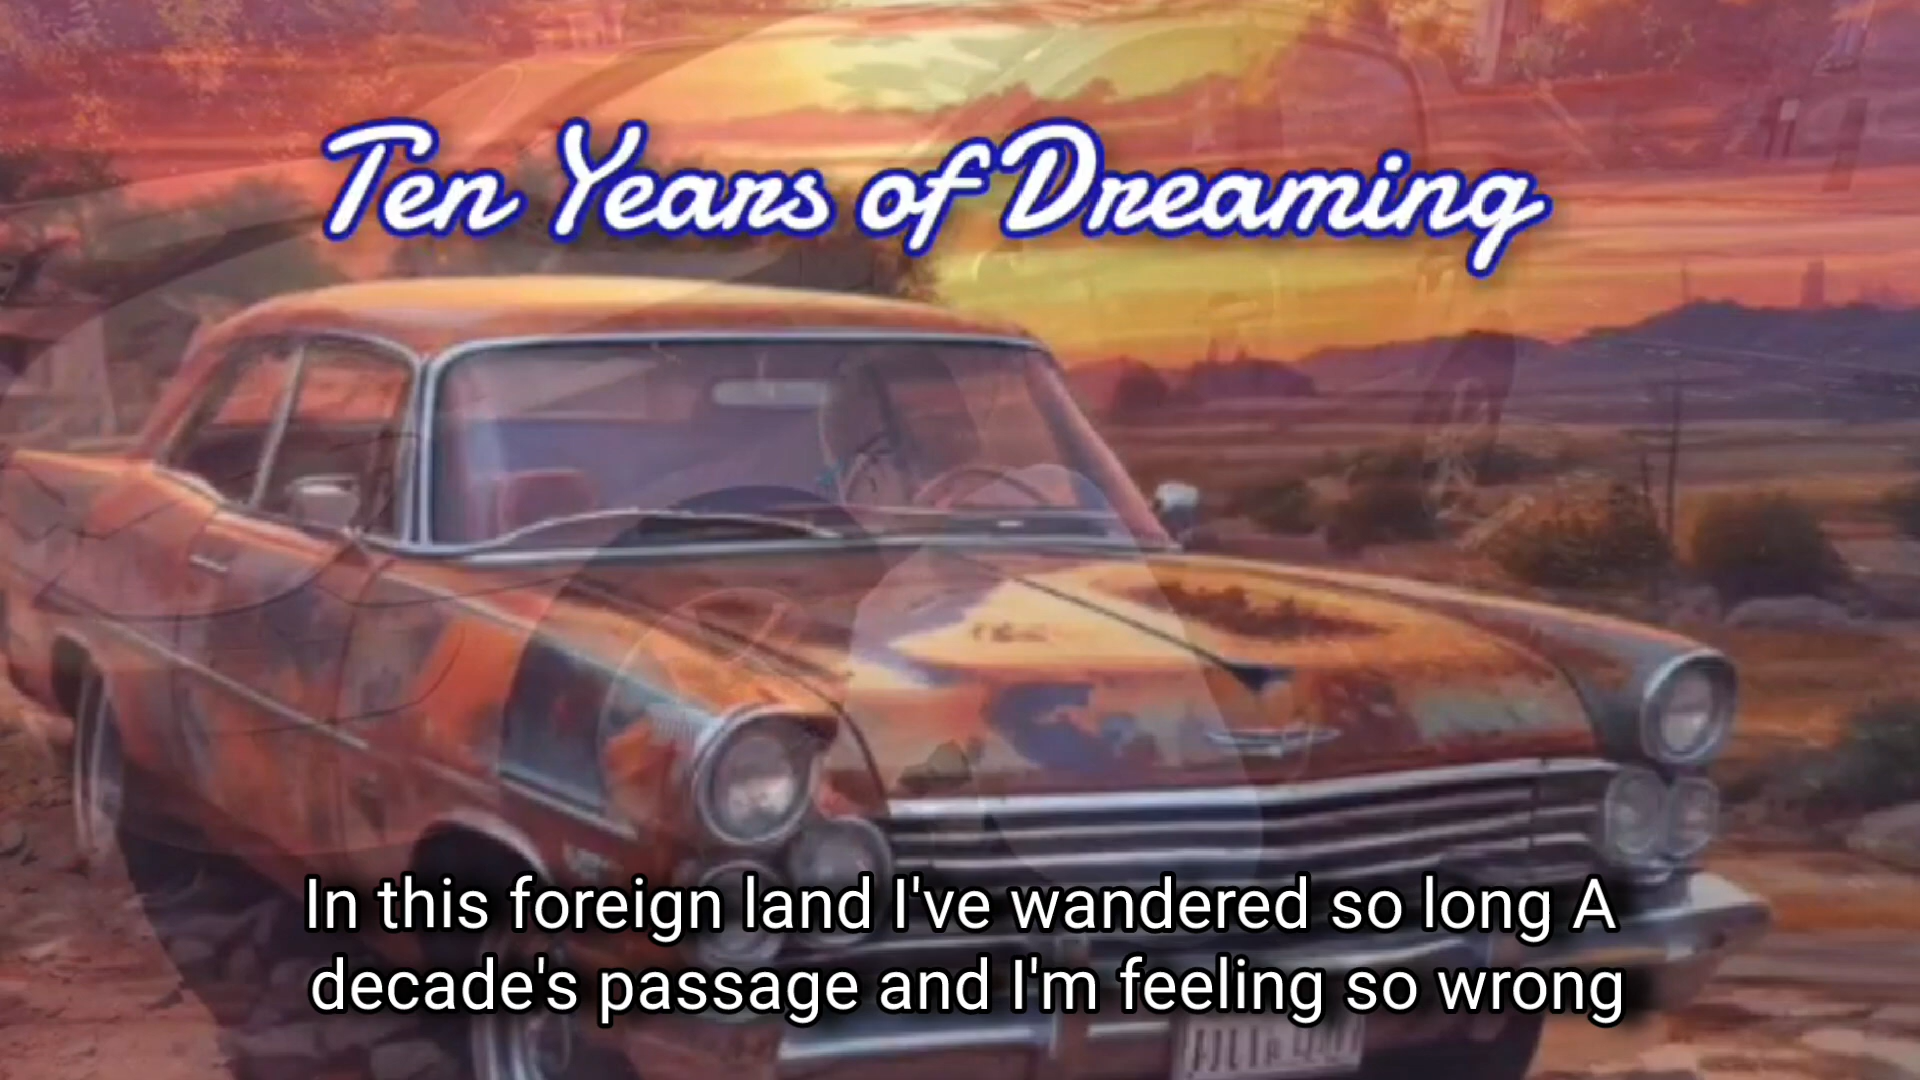 Ten Years of Dreaming
In this foreign land I've wandered so long A
decade's passage and I'm feeling so wrong